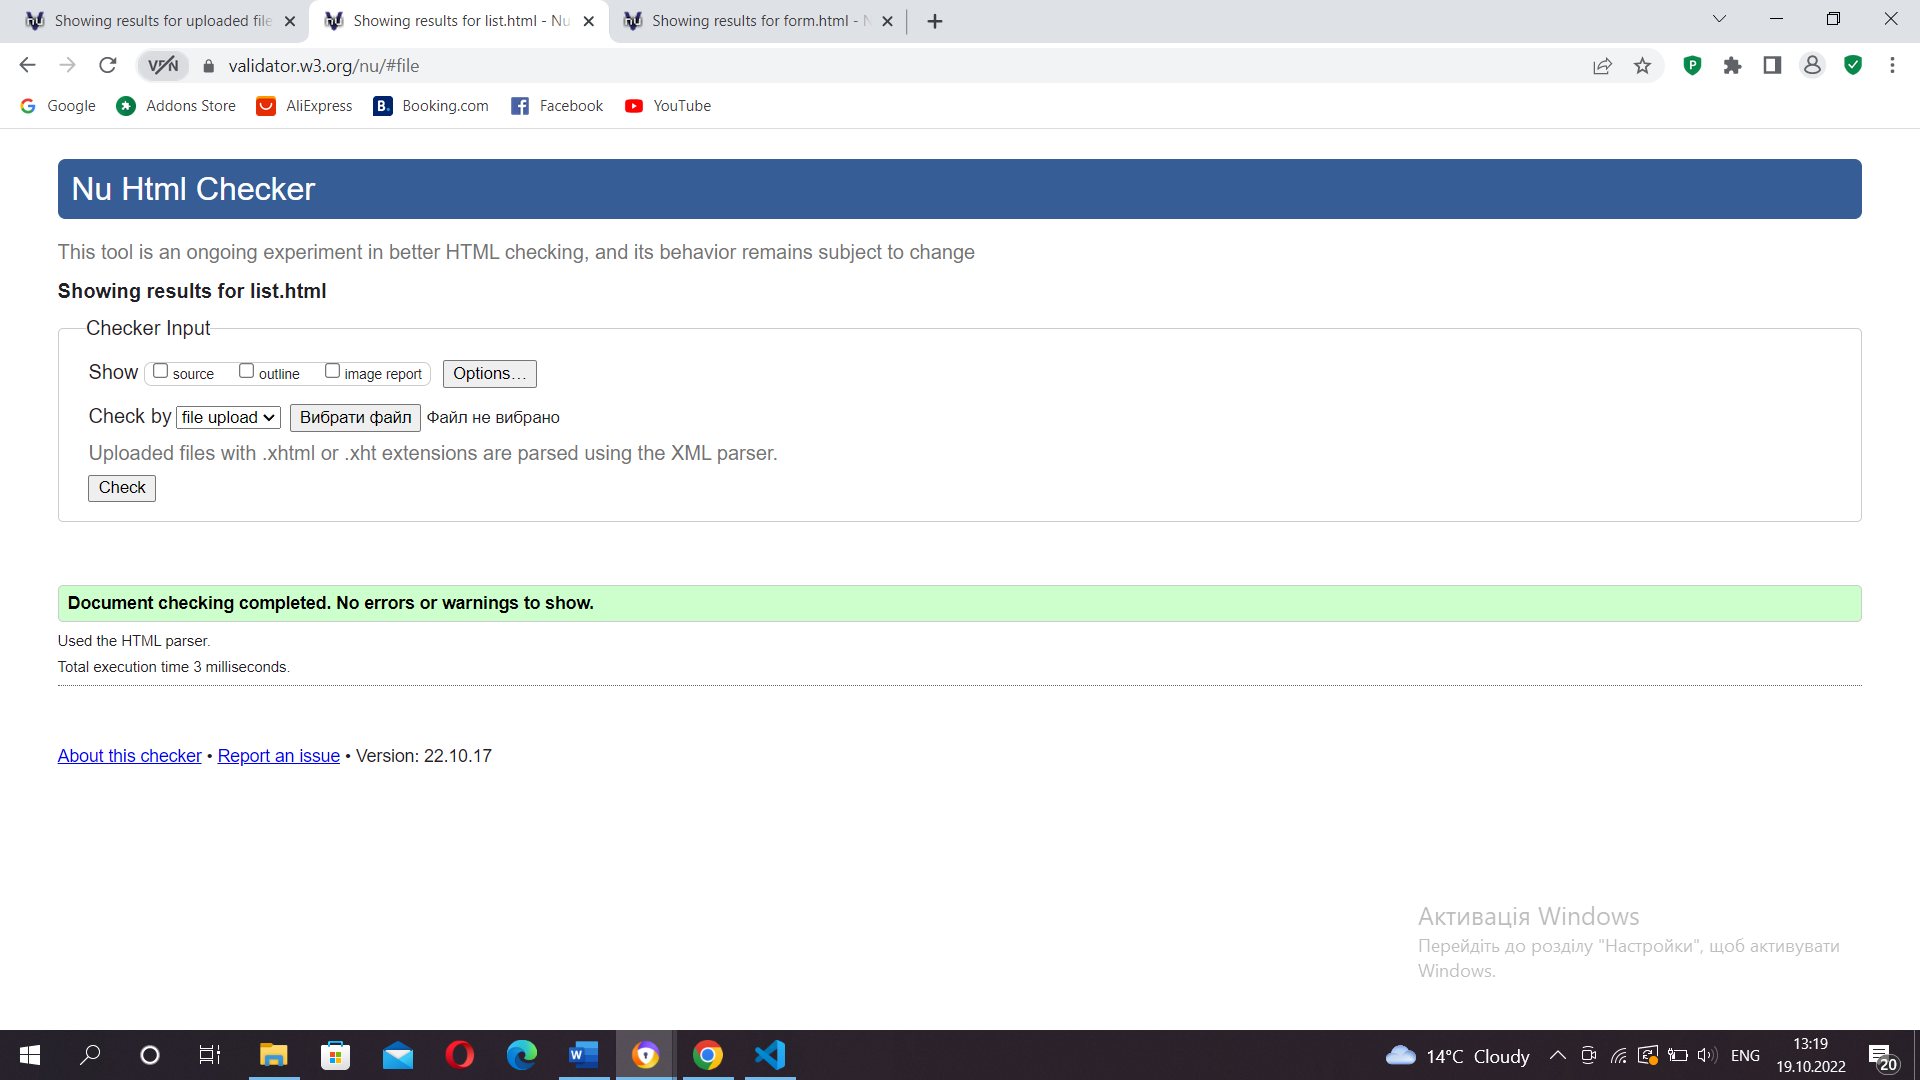 Showing results for uploaded file
Showing results for list.html - Nu
Showing results for form.html - N
VPN
validator.w3.org/nu/#file
Google
Addons Store
AliExpress
Booking.com
Facebook
YouTube
Nu Html Checker
This tool is an ongoing experiment in better HTML checking, and its behavior remains subject to change
Showing results for list.html
Checker Input
Show source outline image report Options...
Check by file upload Вибрати файл Файл не вибрано
Uploaded files with .xhtml or .xht extensions are parsed using the XML parser.
Check
Document checking completed. No errors or warnings to show.
Used the HTML parser.
Total execution time 3 milliseconds.
About this checker • Report an issue • Version: 22.10.17
Активація Windows
Перейдіть до розділу "Настройки", щоб активувати
Windows.
14°C Cloudy
ENG
13:19
19.10.2022
20